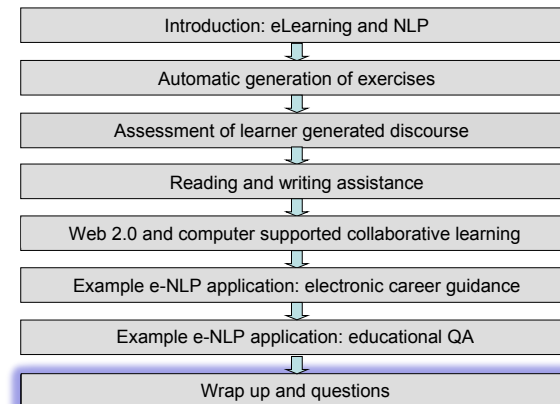 Introduction: eLearning and NLP
Automatic generation of exercises
Assessment of learner generated discourse
Reading and writing assistance
Web 2.0 and computer supported collaborative learning
Example e-NLP application: electronic career guidance
Example e-NLP application: educational QA
Wrap up and questions